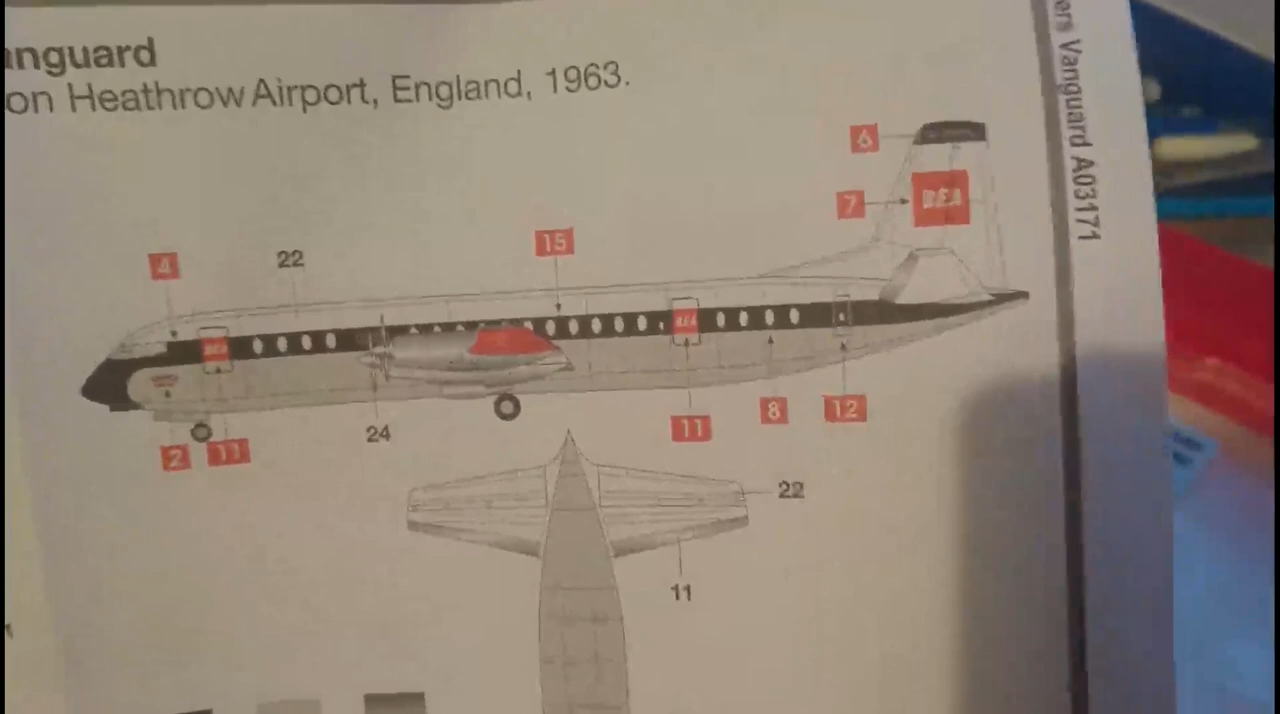 anguard
on Heathrow Airport, England, 1963.
ers Vanguard A03171
6
7
BEA
15
22
4
BEA
BEA
2
11
24
11
8
12
22
11